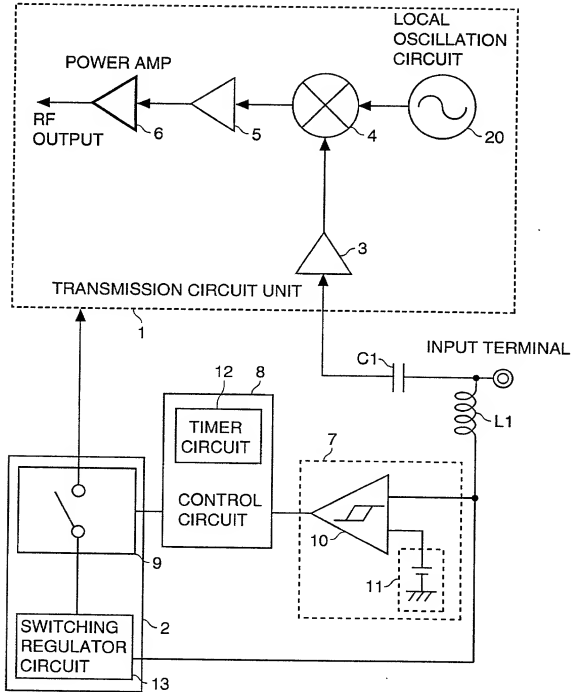 LOCAL
OSCILLATION
CIRCUIT
POWER AMP
RF
OUTPUT
6
5
4
20
3
TRANSMISSION CIRCUIT UNIT
1
INPUT TERMINAL
C1
L1
12
8
TIMER
CIRCUIT
7
CONTROL
CIRCUIT
10
11
9
2
SWITCHING
REGULATOR
CIRCUIT
13